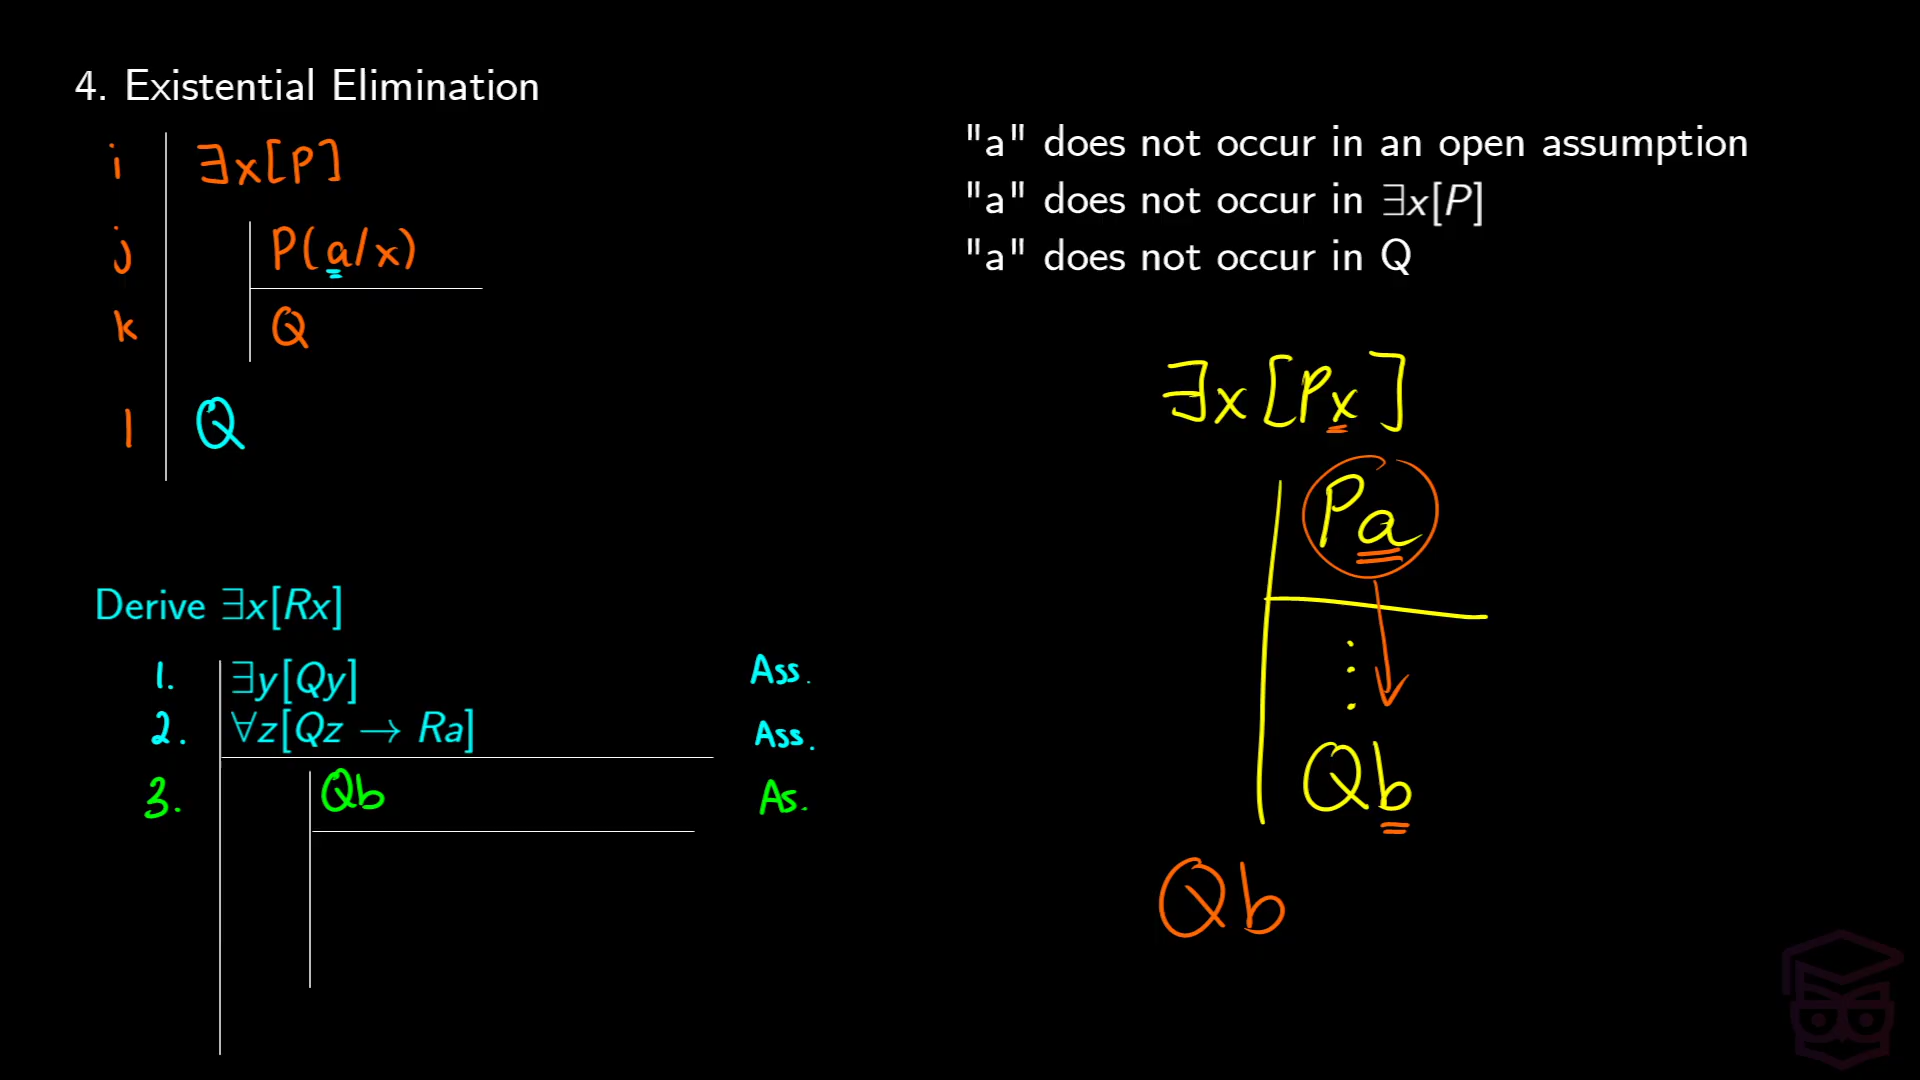 4. Existential Elimination
i ∃x[P]
j P(a/x)
k Q
l Q
"a" does not occur in an open assumption
"a" does not occur in ∃x[P]
"a" does not occur in Q
∃x[Px]
Pa
⋮
Qb
Qb
Derive ∃x[Rx]
1. ∃y[Qy] Ass.
2. ∀z[Qz → Ra] Ass.
3. Qb As.